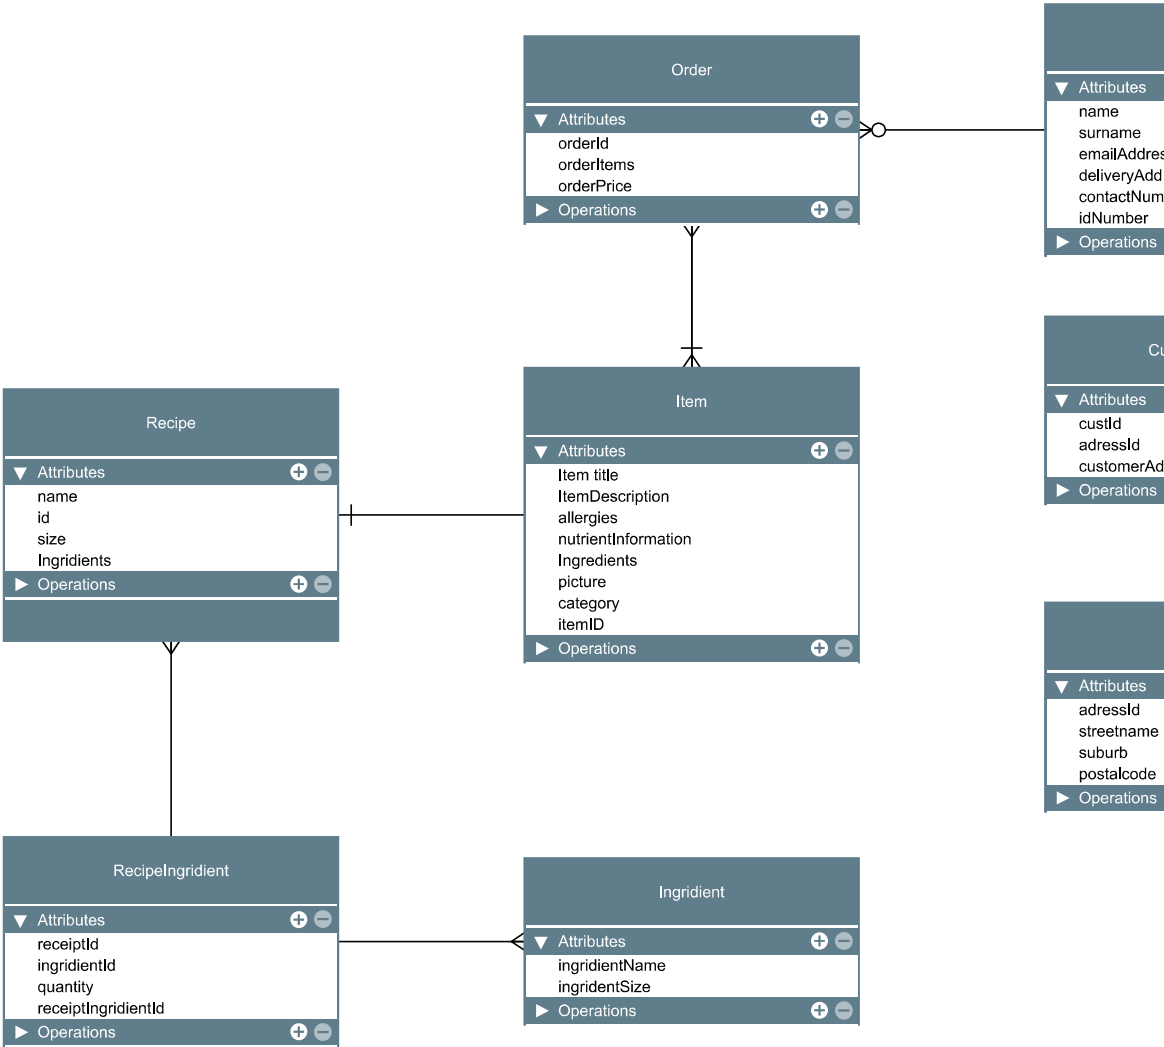 Order
Attributes
orderId
orderItems
orderPrice
Operations
Attributes
name
surname
emailAddres
deliveryAdd
contactNum
idNumber
Operations
Item
Attributes
Item title
ItemDescription
allergies
nutrientInformation
Ingredients
picture
category
itemID
Operations
Recipe
Attributes
name
id
size
Ingridients
Operations
Cu
Attributes
custId
adressId
customerAd
Operations
Attributes
adressId
streetname
suburb
postalcode
Operations
RecipeIngridient
Attributes
receiptId
ingridientId
quantity
receiptIngridientId
Operations
Ingridient
Attributes
ingridientName
ingridentSize
Operations